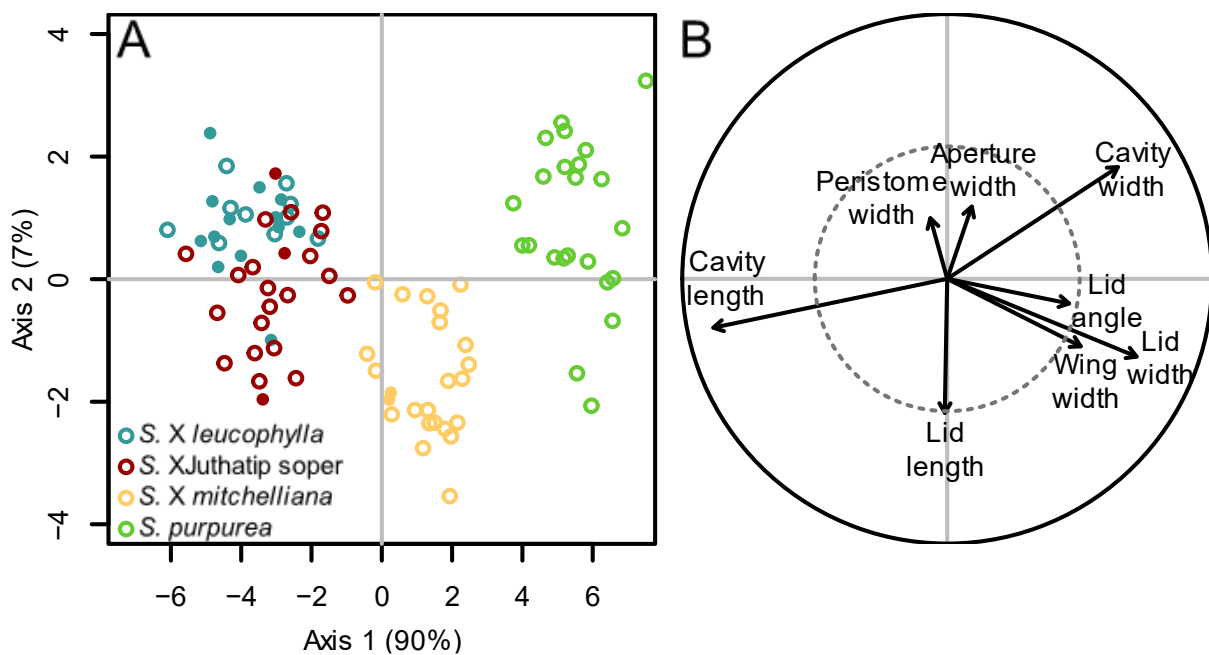 A
4
2
0
−2
−4
Axis 2 (7%)
S. X leucophylla
S. XJuthatip soper
S. X mitchelliana
S. purpurea
−6
−4
−2
0
2
4
6
Axis 1 (90%)
B
Aperture
width
Cavity
width
Peristome
width
Cavity
length
Lid
angle
Lid
width
Wing
width
Lid
length